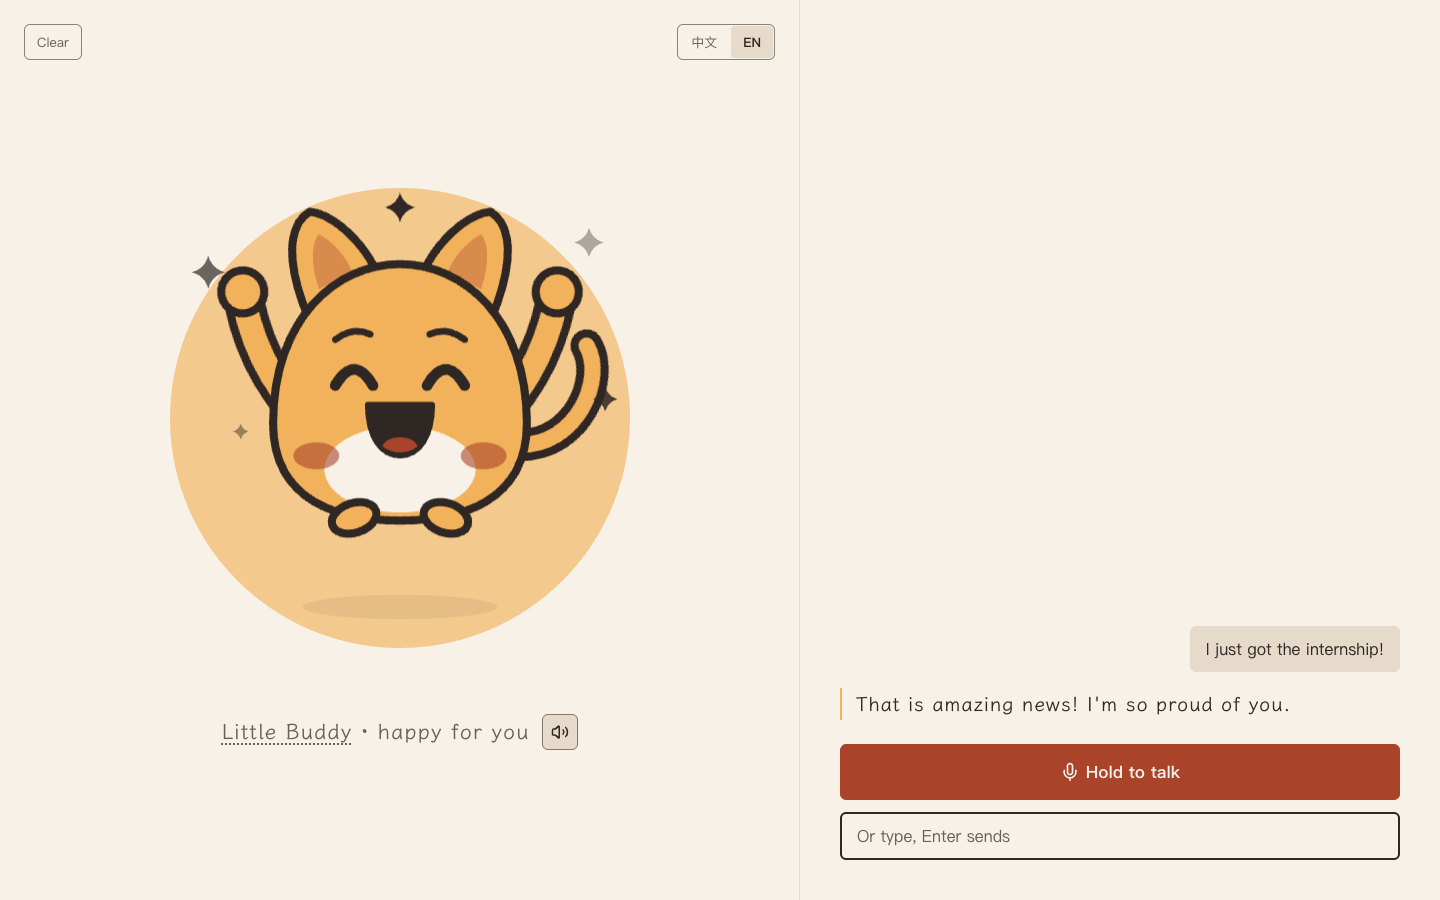 Clear
中文 EN
Little Buddy • happy for you
I just got the internship!
That is amazing news! I'm so proud of you.
Hold to talk
Or type, Enter sends